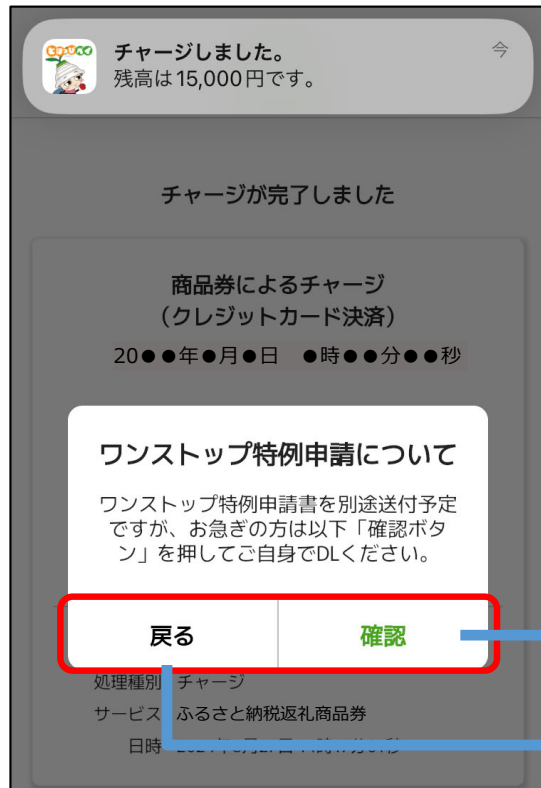 チャージしました。
今
残高は15,000円です。
チャージが完了しました
商品券によるチャージ
（クレジットカード決済）
20●●年●月●日　●時●●分●●秒
ワンストップ特例申請について
ワンストップ特例申請書を別途送付予定
ですが、お急ぎの方は以下「確認ボタ
ン」を押してご自身でDLください。
戻る
確認
処理種別　チャージ
サービス　ふるさと納税返礼商品券
日時